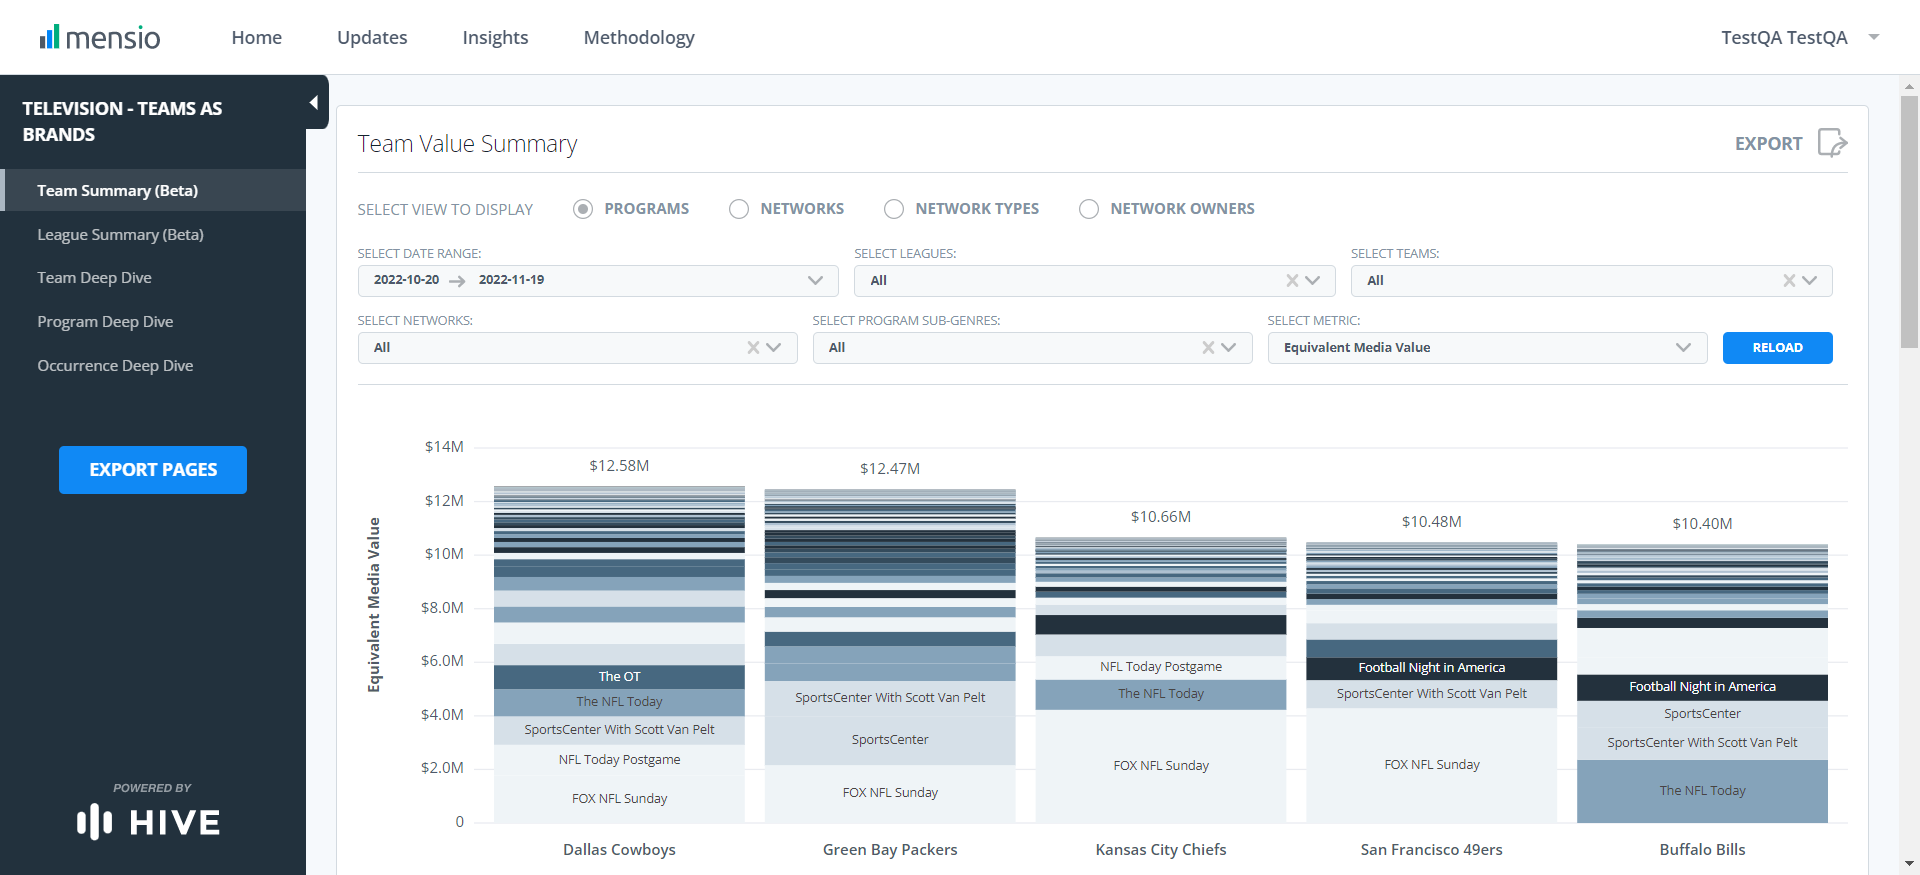 mensio
Home
Updates
Insights
Methodology
TestQA TestQA
TELEVISION - TEAMS AS
BRANDS
Team Summary (Beta)
League Summary (Beta)
Team Deep Dive
Program Deep Dive
Occurrence Deep Dive
EXPORT PAGES
POWERED BY
HIVE
Team Value Summary
EXPORT
SELECT VIEW TO DISPLAY
PROGRAMS
NETWORKS
NETWORK TYPES
NETWORK OWNERS
SELECT DATE RANGE:
SELECT LEAGUES:
SELECT TEAMS:
2022-10-20 → 2022-11-19
All
All
SELECT NETWORKS:
SELECT PROGRAM SUB-GENRES:
SELECT METRIC:
All
All
Equivalent Media Value
RELOAD
Equivalent Media Value
$14M
$12M
$10M
$8.0M
$6.0M
$4.0M
$2.0M
0
$12.58M
The OT
The NFL Today
SportsCenter With Scott Van Pelt
NFL Today Postgame
FOX NFL Sunday
Dallas Cowboys
$12.47M
SportsCenter With Scott Van Pelt
SportsCenter
FOX NFL Sunday
Green Bay Packers
$10.66M
NFL Today Postgame
The NFL Today
FOX NFL Sunday
Kansas City Chiefs
$10.48M
Football Night in America
SportsCenter With Scott Van Pelt
FOX NFL Sunday
San Francisco 49ers
$10.40M
Football Night in America
SportsCenter
SportsCenter With Scott Van Pelt
The NFL Today
Buffalo Bills